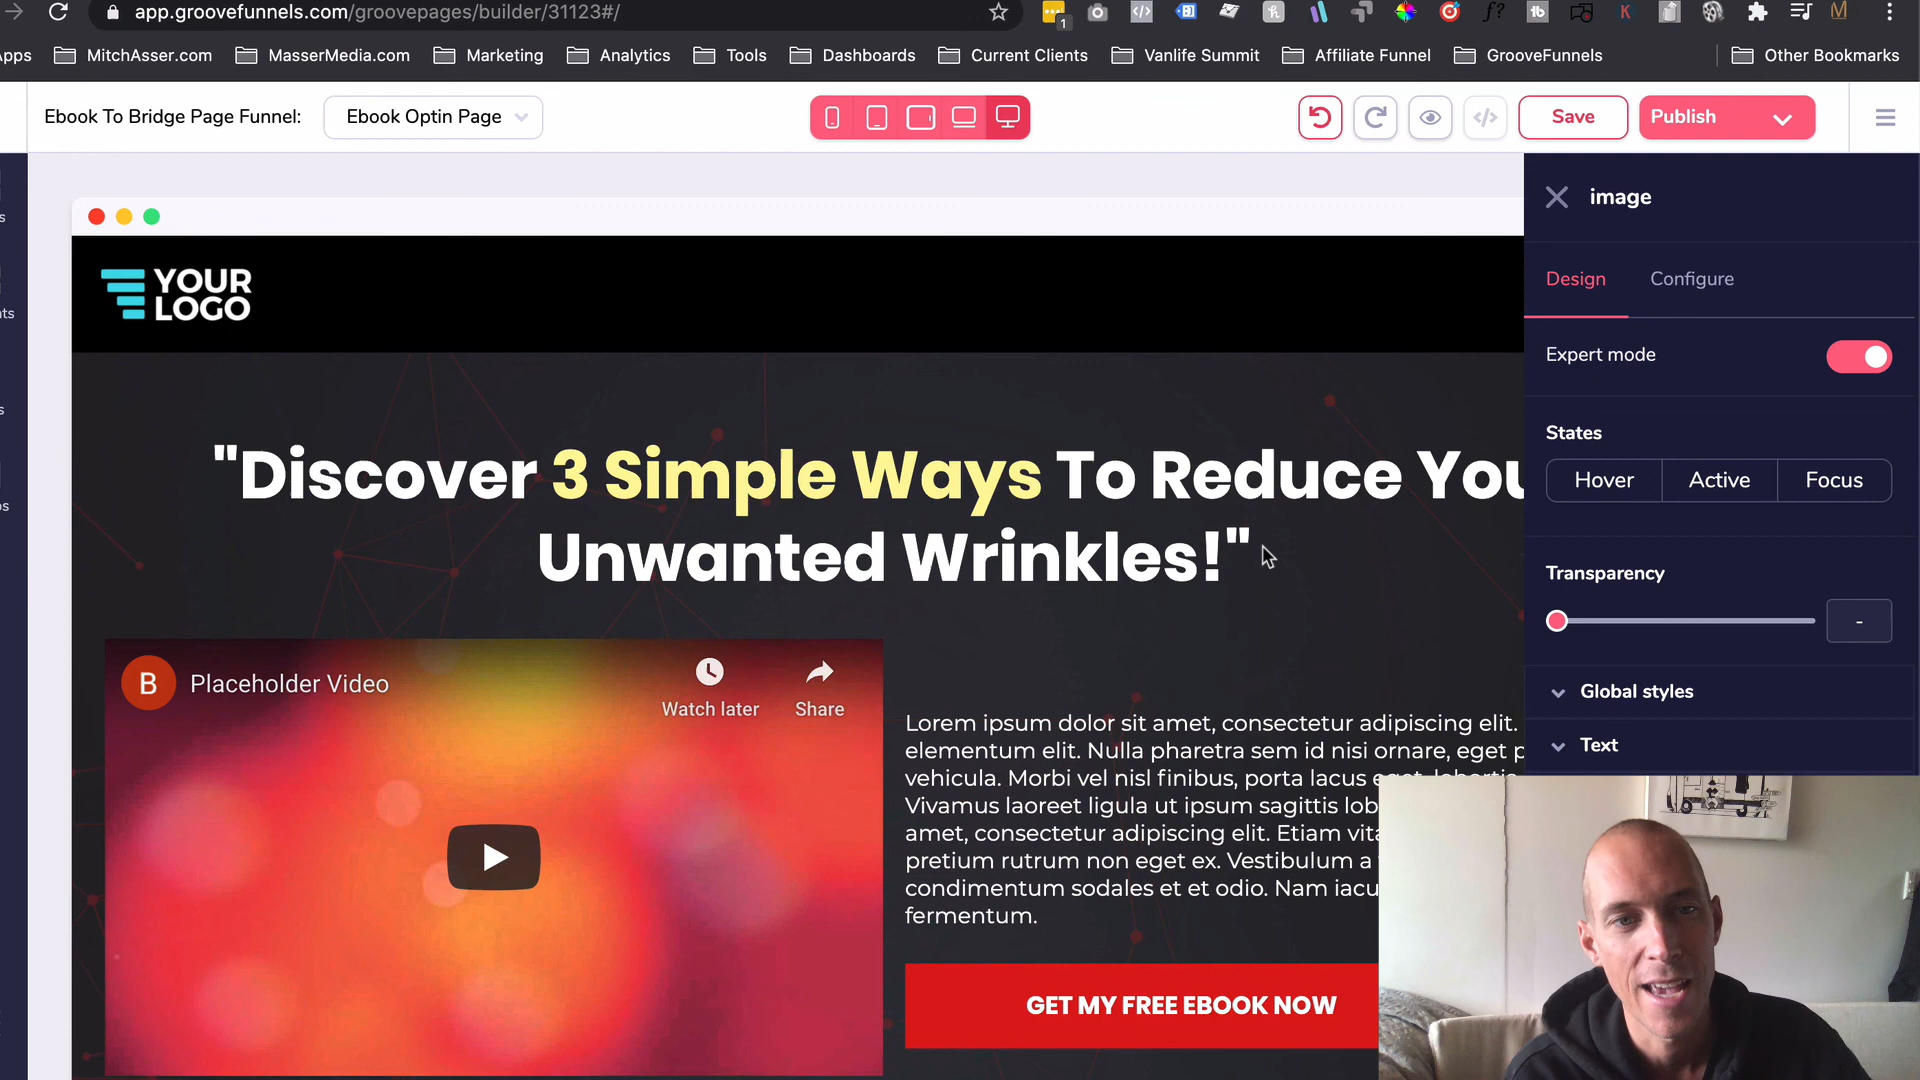 app.groovefunnels.com/groovepages/builder/31123#/
1
tb
f?
K
M
Apps
MitchAsser.com
MasserMedia.com
Marketing
Analytics
Tools
Dashboards
Current Clients
Vanlife Summit
Affiliate Funnel
GrooveFunnels
Other Bookmarks
Ebook To Bridge Page Funnel:
Ebook Optin Page
Save
Publish
image
YOUR
LOGO
Design
Configure
Expert mode
States
Hover
Active
Focus
"Discover 3 Simple Ways To Reduce You
Unwanted Wrinkles!"
Transparency
-
B
Placeholder Video
Watch later
Share
Global styles
Text
Lorem ipsum dolor sit amet, consectetur adipiscing elit.
elementum elit. Nulla pharetra sem id nisi ornare, eget p
vehicula. Morbi vel nisl finibus, porta lacus eget, lobortis
Vivamus laoreet ligula ut ipsum sagittis lob
amet, consectetur adipiscing elit. Etiam vita
pretium rutrum non eget ex. Vestibulum a
condimentum sodales et et odio. Nam iacu
fermentum.
GET MY FREE EBOOK NOW